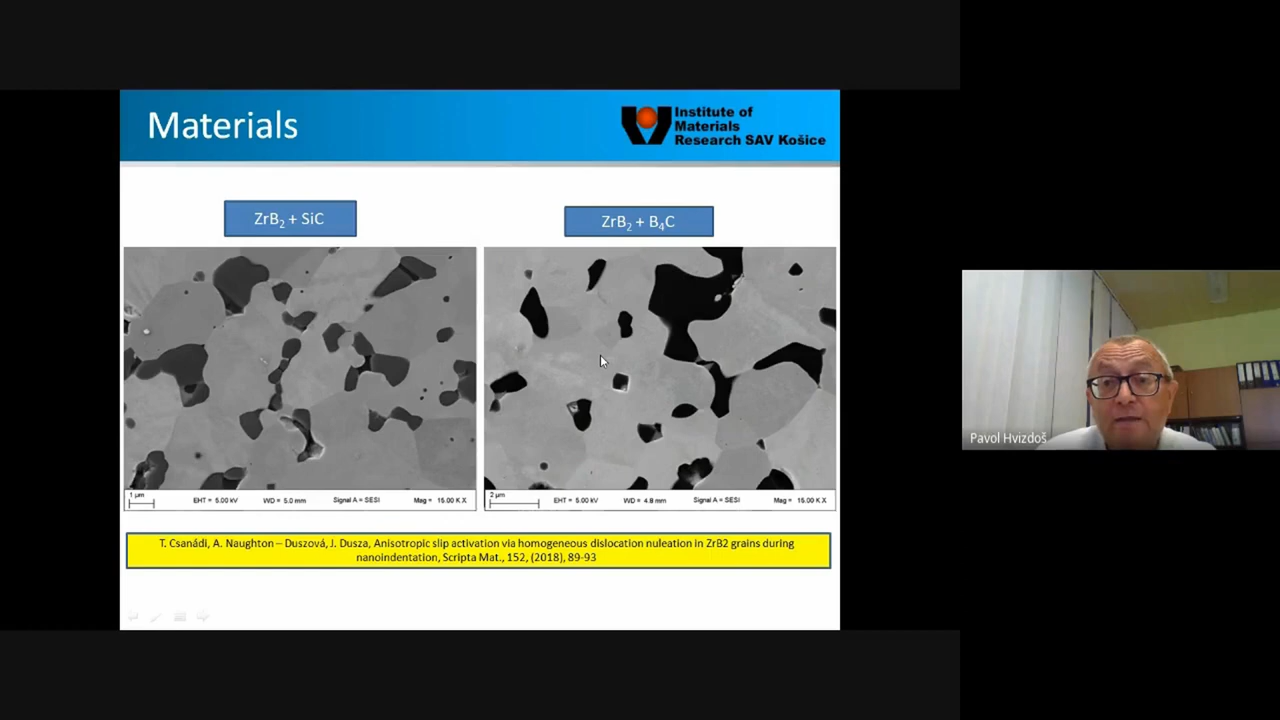 Materials
Institute of
Materials
Research SAV Košice
ZrB2 + SiC
ZrB2 + B4C
1 µm
EHT = 5.00 kV
WD = 5.0 mm
Signal A = SESI
Mag = 15.00 K X
2 µm
EHT = 5.00 kV
WD = 4.8 mm
Signal A = SESI
Mag = 15.00 K X
T. Csanádi, A. Naughton – Duszová, J. Dusza, Anisotropic slip activation via homogeneous dislocation nuleation in ZrB2 grains during
nanoindentation, Scripta Mat., 152, (2018), 89-93
Pavol Hvizdoš